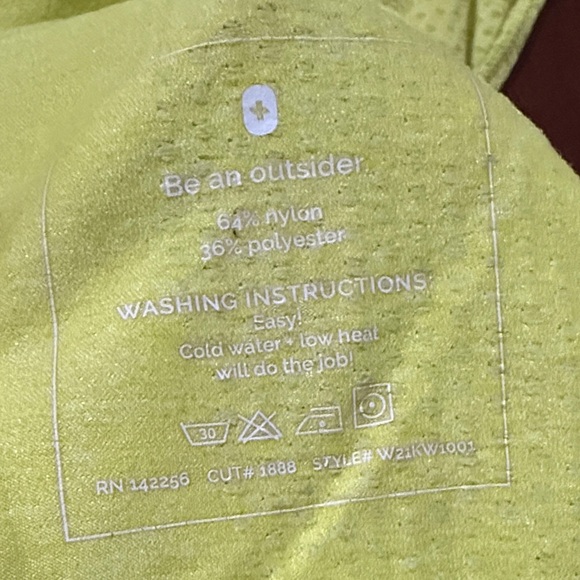 Be an outsider
64% nylon
36% polyester
WASHING INSTRUCTIONS
Easy!
Cold water + low heat
will do the job!
30
RN 142256 CUT# 1888 STYLE# W21KW1001